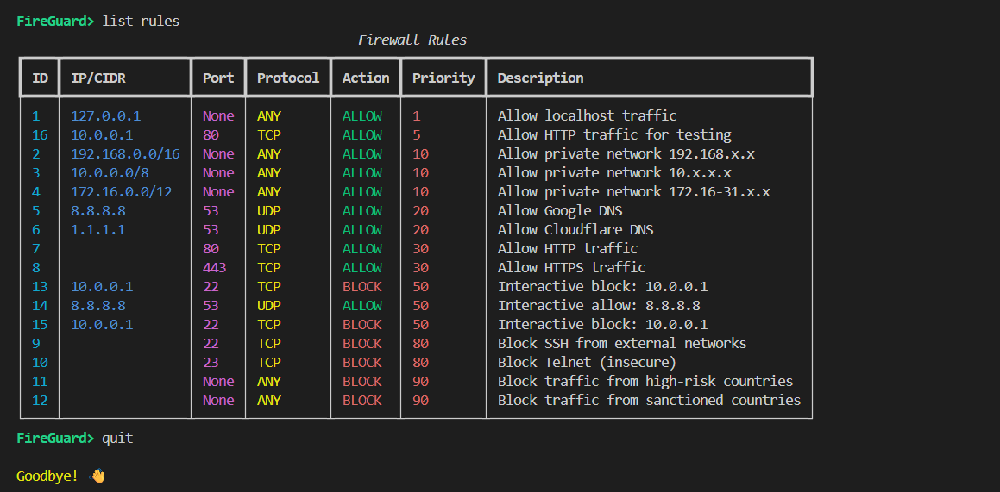 FireGuard> list-rules
Firewall Rules
ID IP/CIDR Port Protocol Action Priority Description
1 127.0.0.1 None ANY ALLOW 1 Allow localhost traffic
16 10.0.0.1 80 TCP ALLOW 5 Allow HTTP traffic for testing
2 192.168.0.0/16 None ANY ALLOW 10 Allow private network 192.168.x.x
3 10.0.0.0/8 None ANY ALLOW 10 Allow private network 10.x.x.x
4 172.16.0.0/12 None ANY ALLOW 10 Allow private network 172.16-31.x.x
5 8.8.8.8 53 UDP ALLOW 20 Allow Google DNS
6 1.1.1.1 53 UDP ALLOW 20 Allow Cloudflare DNS
7 80 TCP ALLOW 30 Allow HTTP traffic
8 443 TCP ALLOW 30 Allow HTTPS traffic
13 10.0.0.1 22 TCP BLOCK 50 Interactive block: 10.0.0.1
14 8.8.8.8 53 UDP ALLOW 50 Interactive allow: 8.8.8.8
15 10.0.0.1 22 TCP BLOCK 50 Interactive block: 10.0.0.1
9 22 TCP BLOCK 80 Block SSH from external networks
10 23 TCP BLOCK 80 Block Telnet (insecure)
11 None ANY BLOCK 90 Block traffic from high-risk countries
12 None ANY BLOCK 90 Block traffic from sanctioned countries
FireGuard> quit
Goodbye! 👋